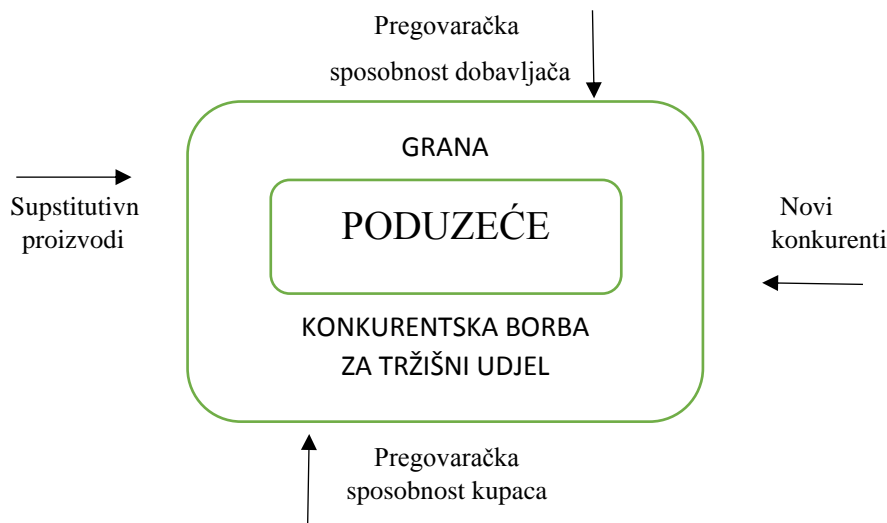 Pregovaračka
sposobnost dobavljača
GRANA
Supstitutivn
proizvodi
PODUZEĆE
Novi
konkurenti
KONKURENTSKA BORBA
ZA TRŽIŠNI UDJEL
Pregovaračka
sposobnost kupaca